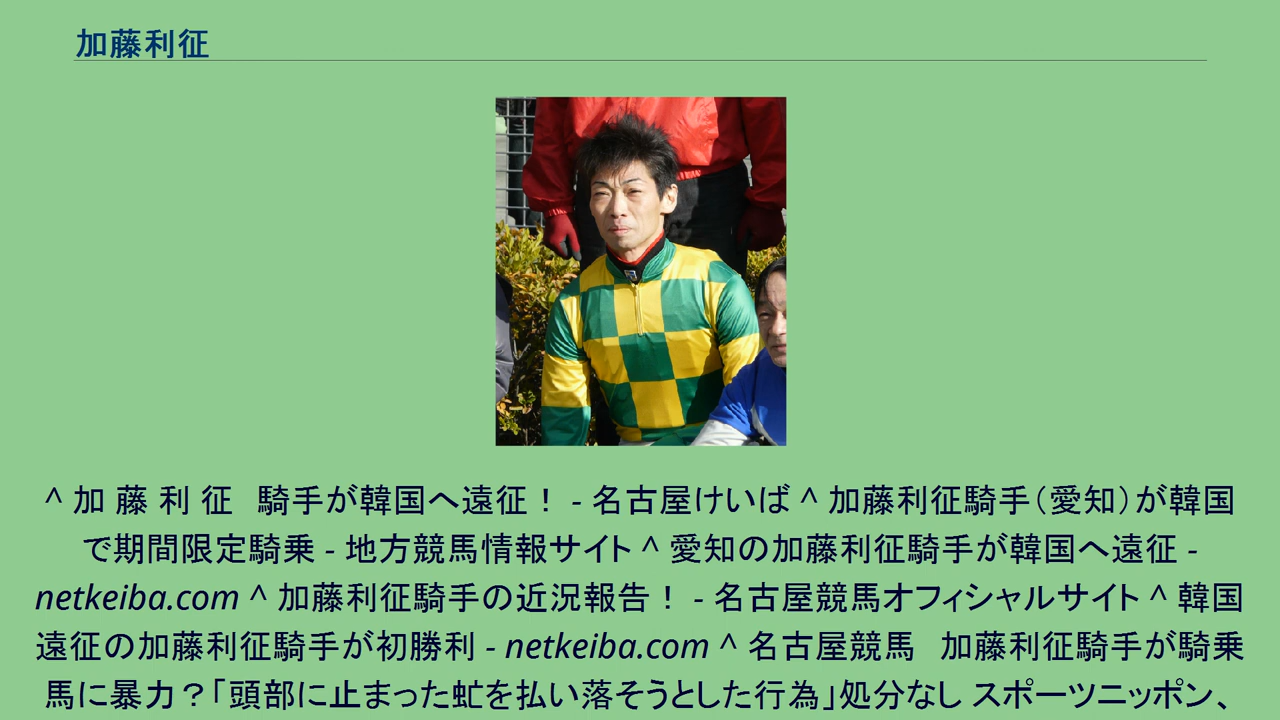 加藤利征
^ 加 藤 利 征　騎手が韓国へ遠征！ - 名古屋けいば ^ 加藤利征騎手（愛知）が韓国
で期間限定騎乗 - 地方競馬情報サイト ^ 愛知の加藤利征騎手が韓国へ遠征 -
netkeiba.com ^ 加藤利征騎手の近況報告！ - 名古屋競馬オフィシャルサイト ^ 韓国
遠征の加藤利征騎手が初勝利 - netkeiba.com ^ 名古屋競馬　加藤利征騎手が騎乗
馬に暴力？「頭部に止まった虻を払い落そうとした行為」処分なし スポーツニッポン、